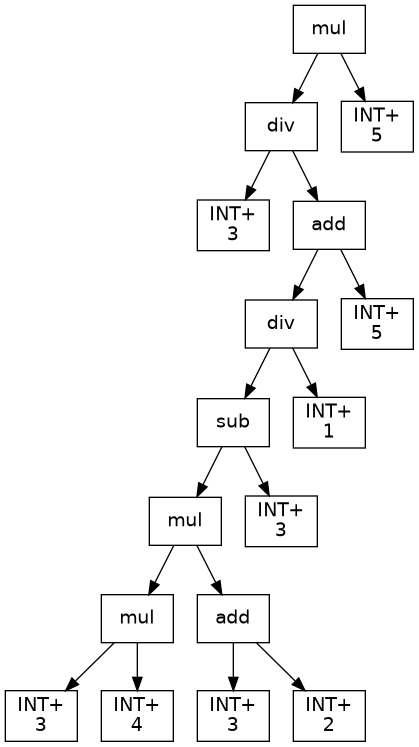 mul
div
INT+
5
INT+
3
add
div
INT+
5
sub
INT+
1
mul
INT+
3
mul
add
INT+
3
INT+
4
INT+
3
INT+
2